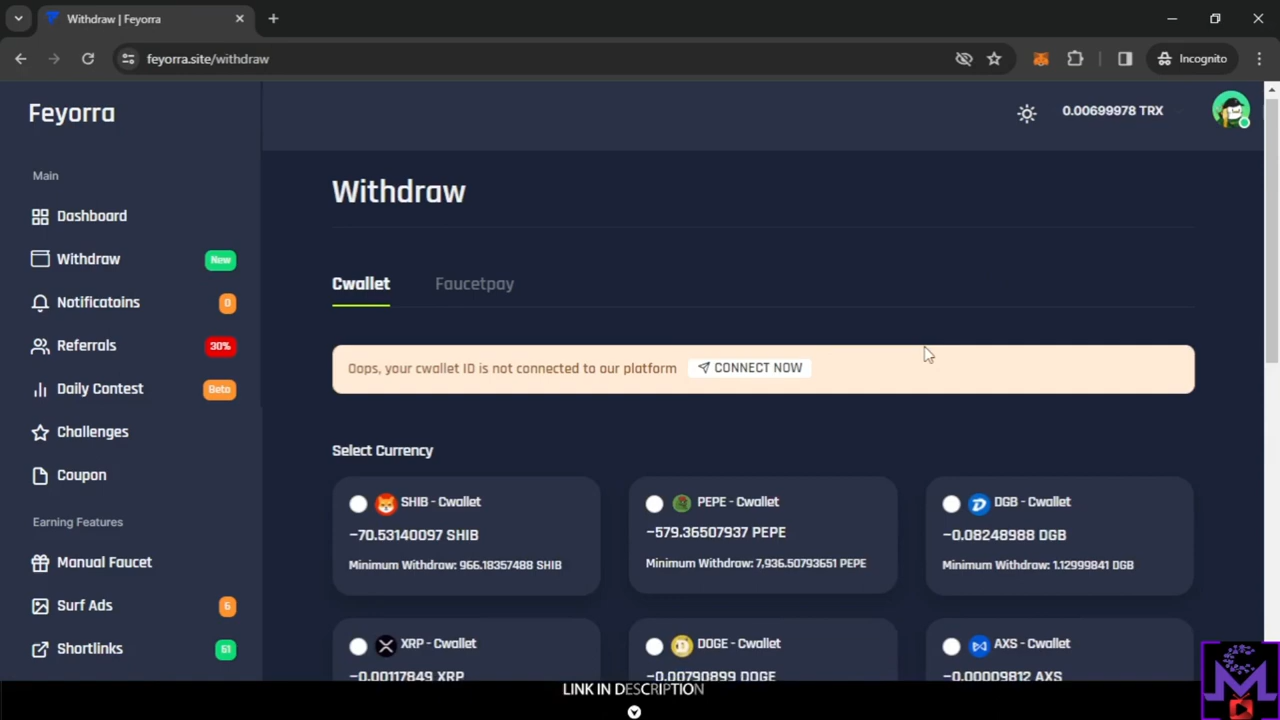 Withdraw | Feyorra
feyorra.site/withdraw
Incognito
Feyorra
0.00699978 TRX
Main
Dashboard
Withdraw New
Notificatoins 0
Referrals 30%
Daily Contest Beta
Challenges
Coupon
Earning Features
Manual Faucet
Surf Ads 6
Shortlinks 61
Withdraw
Cwallet Faucetpay
Oops, your cwallet ID is not connected to our platform CONNECT NOW
Select Currency
SHIB - Cwallet
~70.53140097 SHIB
Minimum Withdraw: 966.18357488 SHIB
PEPE - Cwallet
~579.36507937 PEPE
Minimum Withdraw: 7,936.50793651 PEPE
DGB - Cwallet
~0.08248988 DGB
Minimum Withdraw: 1.12999841 DGB
XRP - Cwallet
~0.00117849 XRP
DOGE - Cwallet
~0.00790899 DOGE
AXS - Cwallet
~0.00009812 AXS
LINK IN DESCRIPTION
M